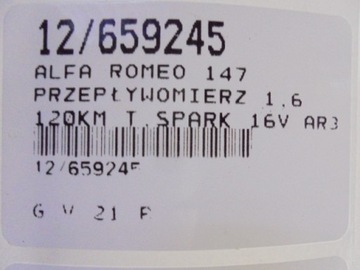 12/659245
ALFA ROMEO 147
PRZEPŁYWOMIERZ 1.6
120KM T.SPARK 16V AR3
12/659245
G V 21 F